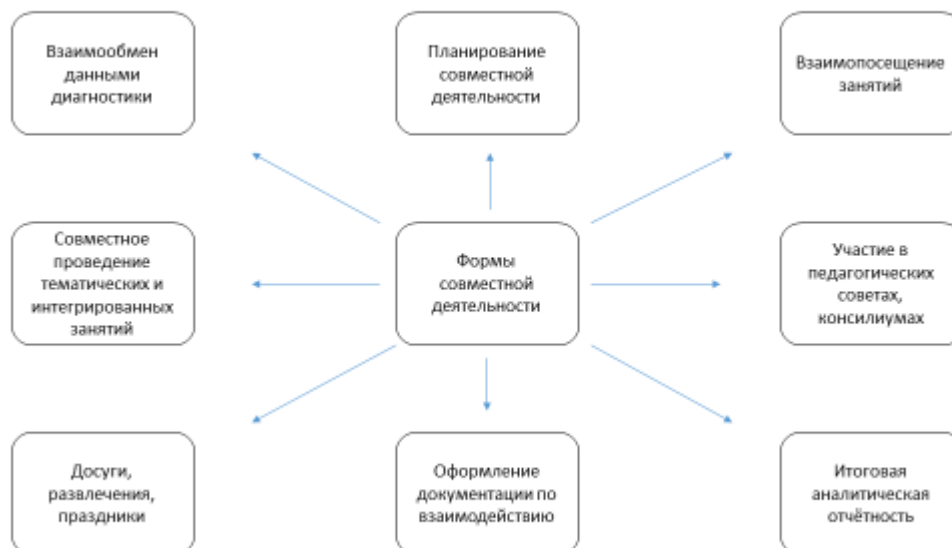 Взаимообмен
данными
диагностики
Планирование
совместной
деятельности
Взаимопосещение
занятий
Совместное
проведение
тематических и
интегрированных
занятий
Формы
совместной
деятельности
Участие в
педагогических
советах,
консилиумах
Досуги,
развлечения,
праздники
Оформление
документации по
взаимодействию
Итоговая
аналитическая
отчётность